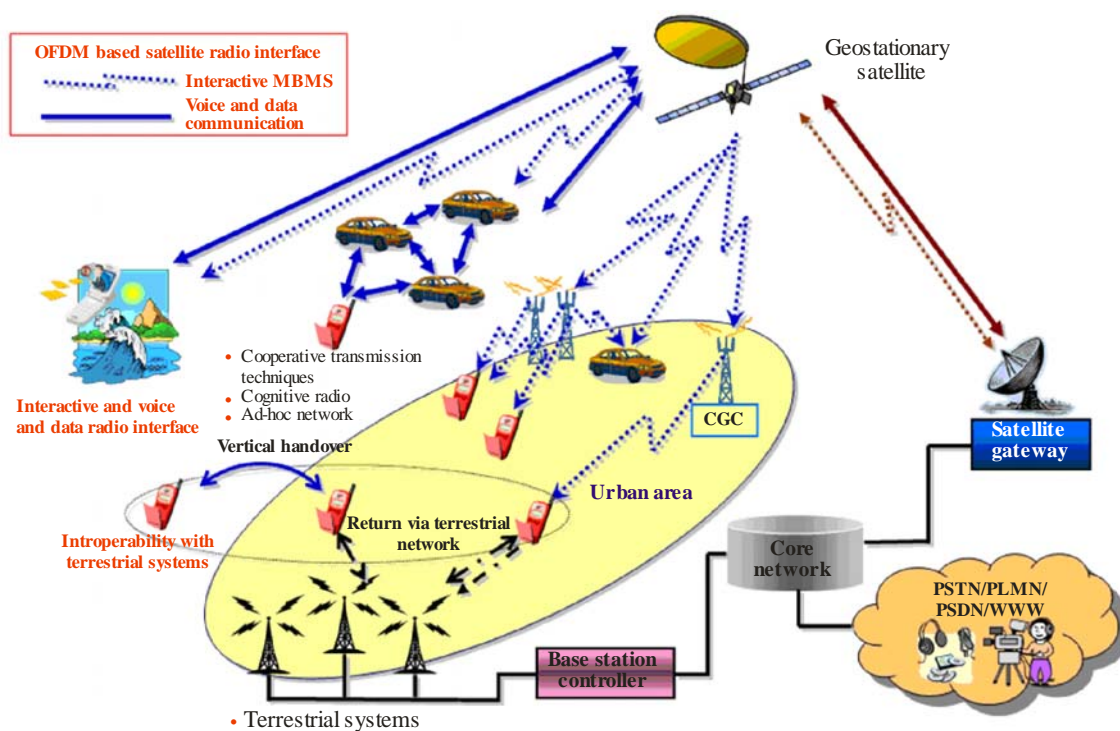 OFDM based satellite radio interface
Interactive MBMS
Voice and data
communication
Geostationary
satellite
• Cooperative transmission
techniques
• Cognitive radio
• Ad-hoc network
Interactive and voice
and data radio interface
CGC
Satellite
gateway
Vertical handover
Urban area
Return via terrestrial
network
Introperability with
terrestrial systems
Core
network
PSTN/PLMN/
PSDN/WWW
Base station
controller
• Terrestrial systems